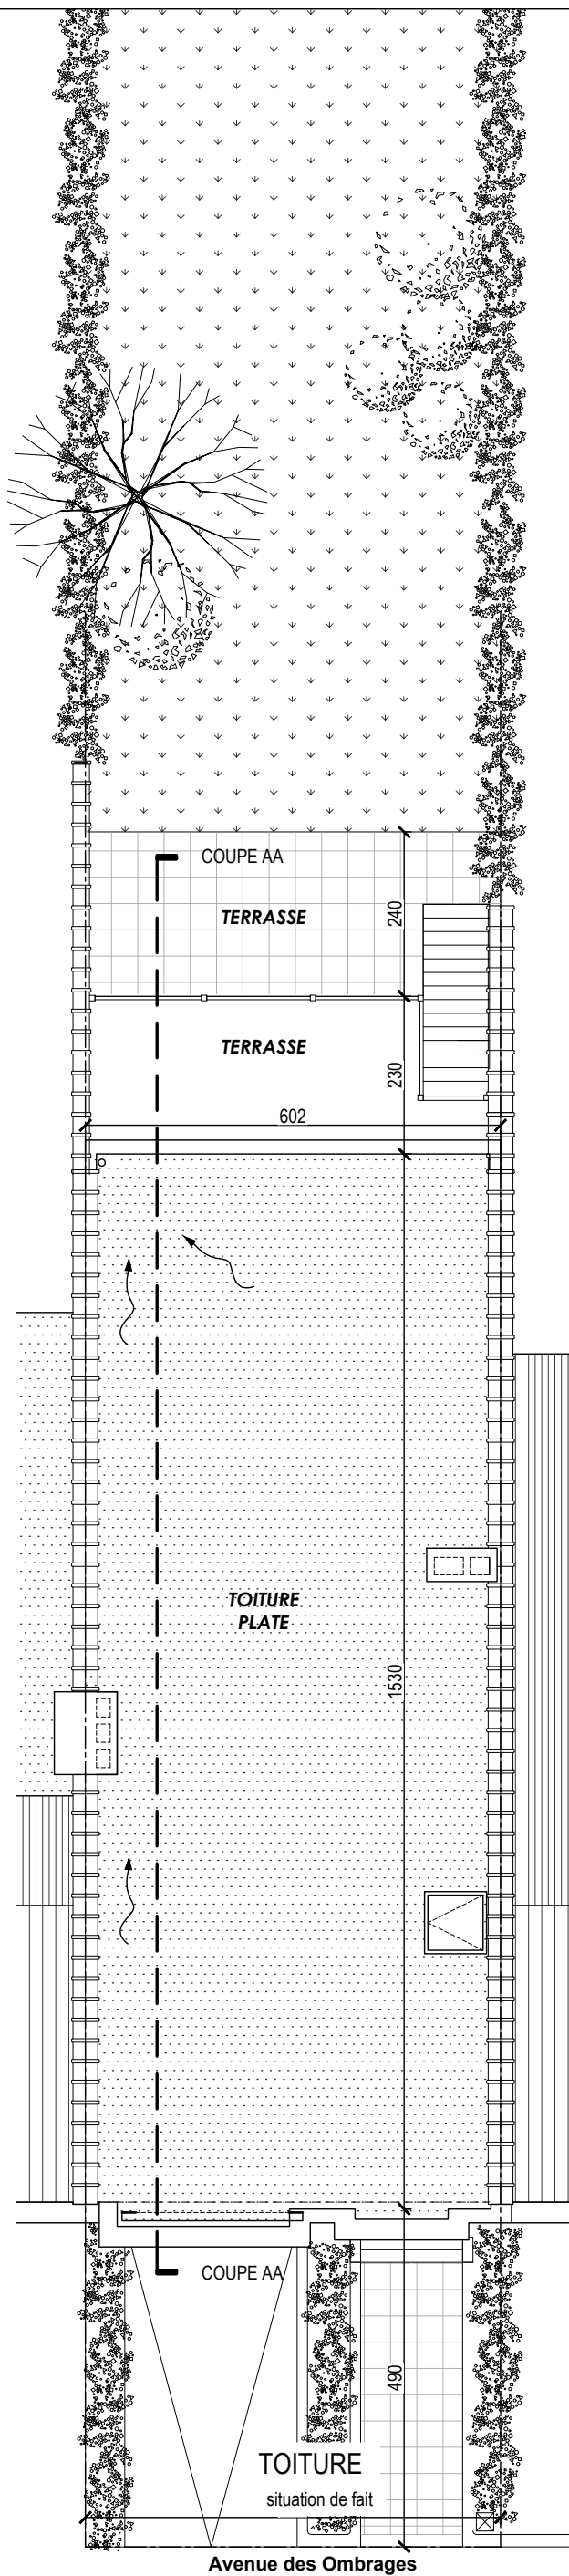 COUPE AA
TERRASSE
240
TERRASSE
230
602
TOITURE
PLATE
1530
COUPE AA
490
TOITURE
situation de fait
Avenue des Ombrages